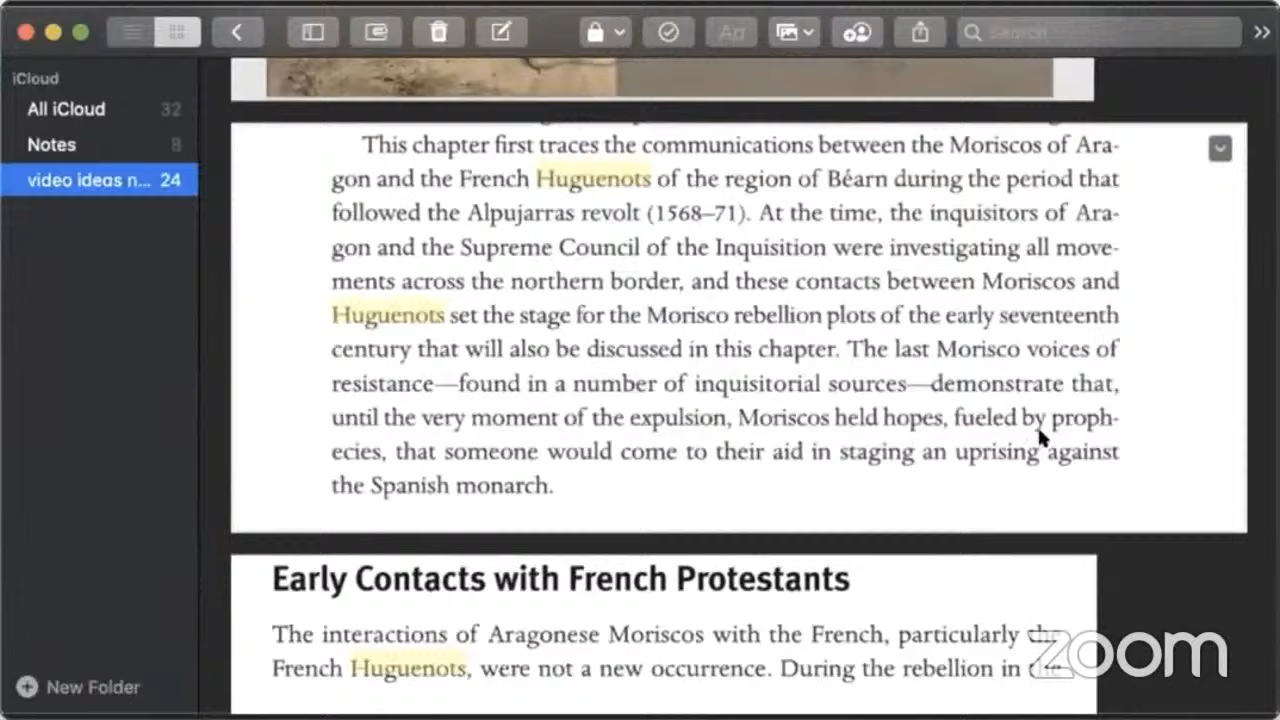 Search
iCloud
All iCloud 32
Notes 8
video ideas n... 24
New Folder
This chapter first traces the communications between the Moriscos of Ara-
gon and the French Huguenots of the region of Béarn during the period that
followed the Alpujarras revolt (1568–71). At the time, the inquisitors of Ara-
gon and the Supreme Council of the Inquisition were investigating all move-
ments across the northern border, and these contacts between Moriscos and
Huguenots set the stage for the Morisco rebellion plots of the early seventeenth
century that will also be discussed in this chapter. The last Morisco voices of
resistance—found in a number of inquisitorial sources—demonstrate that,
until the very moment of the expulsion, Moriscos held hopes, fueled by proph-
ecies, that someone would come to their aid in staging an uprising against
the Spanish monarch.
Early Contacts with French Protestants
The interactions of Aragonese Moriscos with the French, particularly the
French Huguenots, were not a new occurrence. During the rebellion in the
zoom